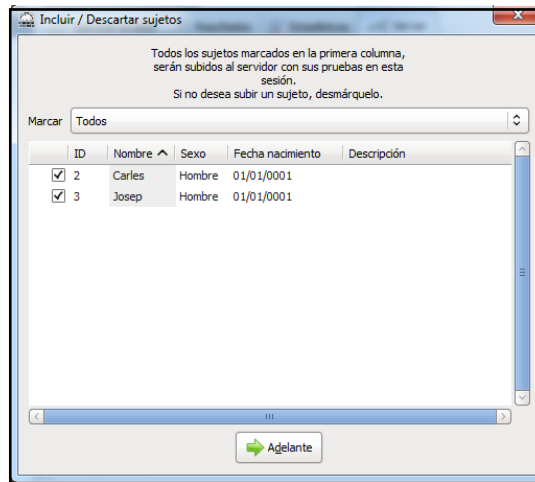 Incluir / Descartar sujetos
Todos los sujetos marcados en la primera columna,
serán subidos al servidor con sus pruebas en esta
sesión.
Si no desea subir un sujeto, desmárquelo.
Marcar Todos
ID Nombre Sexo Fecha nacimiento Descripción
2 Carles Hombre 01/01/0001
3 Josep Hombre 01/01/0001
Adelante